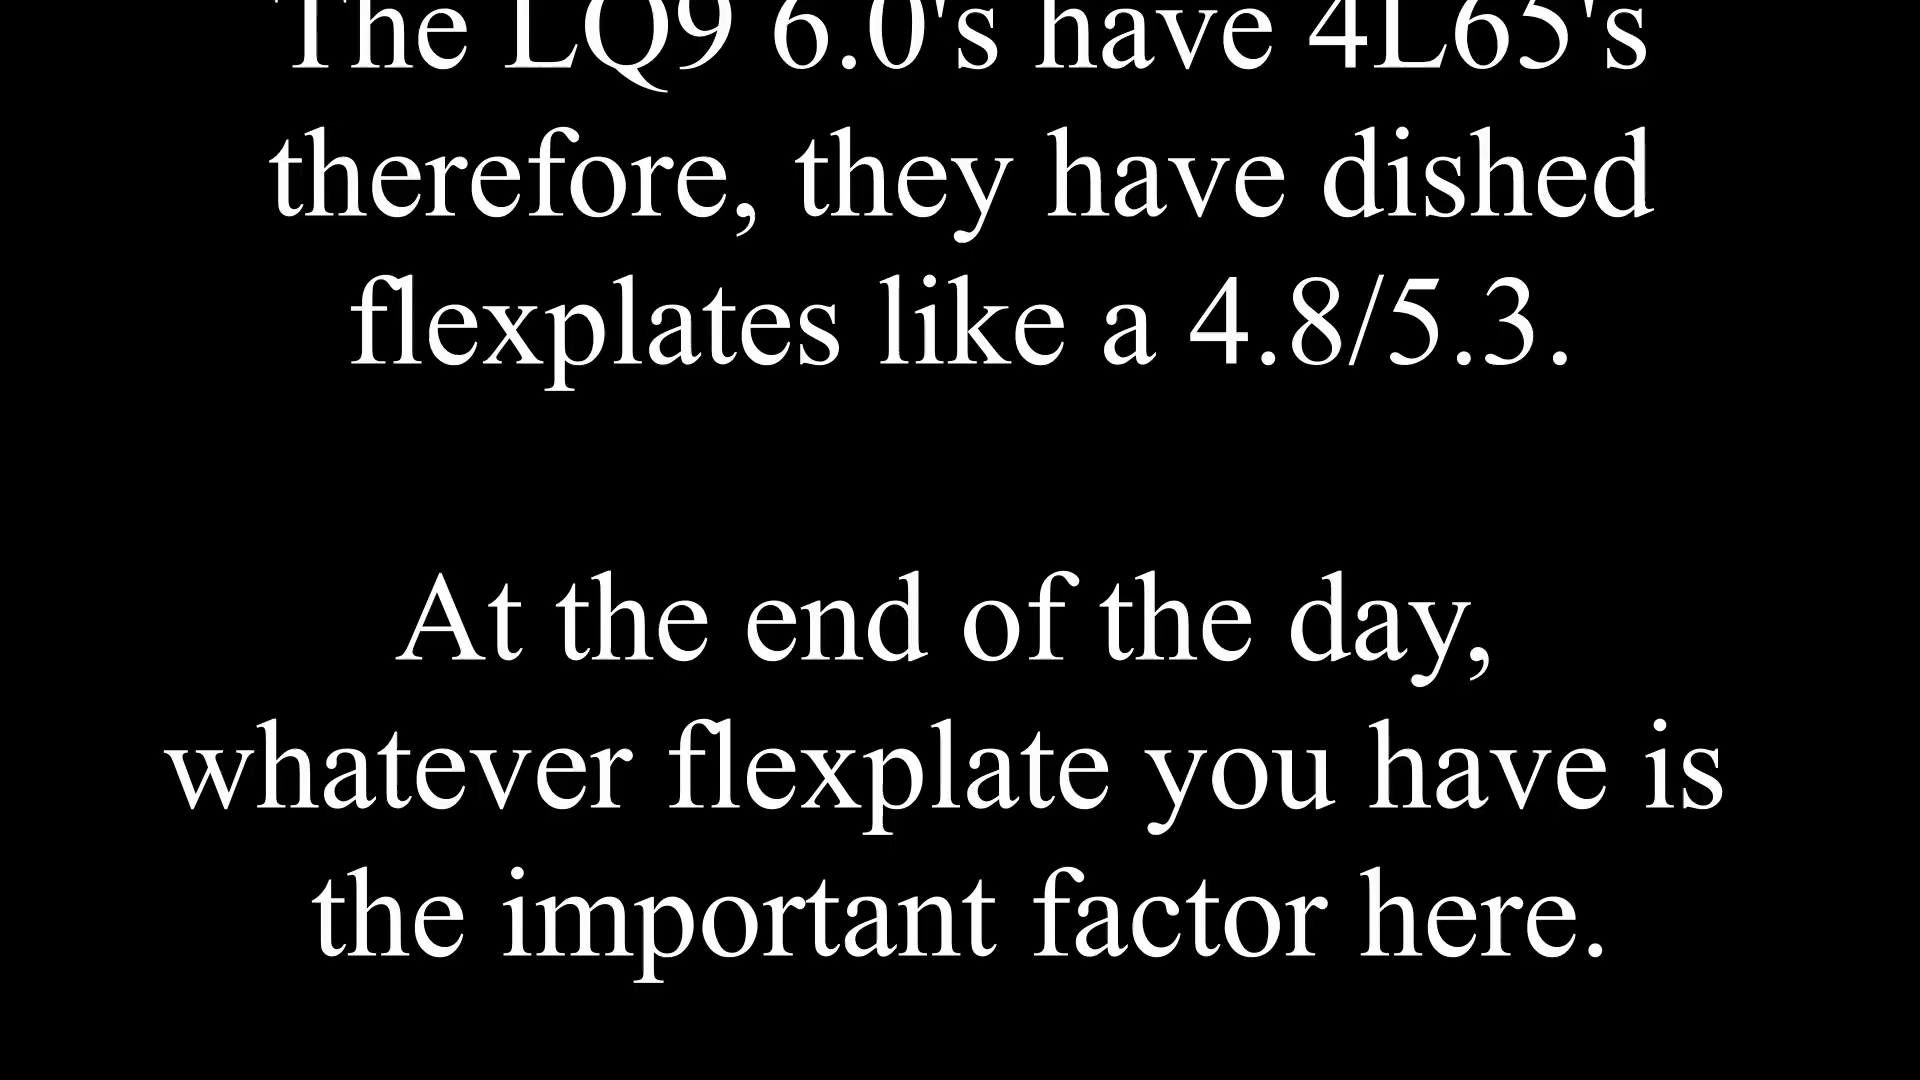 The LQ9 6.0's have 4L65's
therefore, they have dished
flexplates like a 4.8/5.3.
At the end of the day,
whatever flexplate you have is
the important factor here.